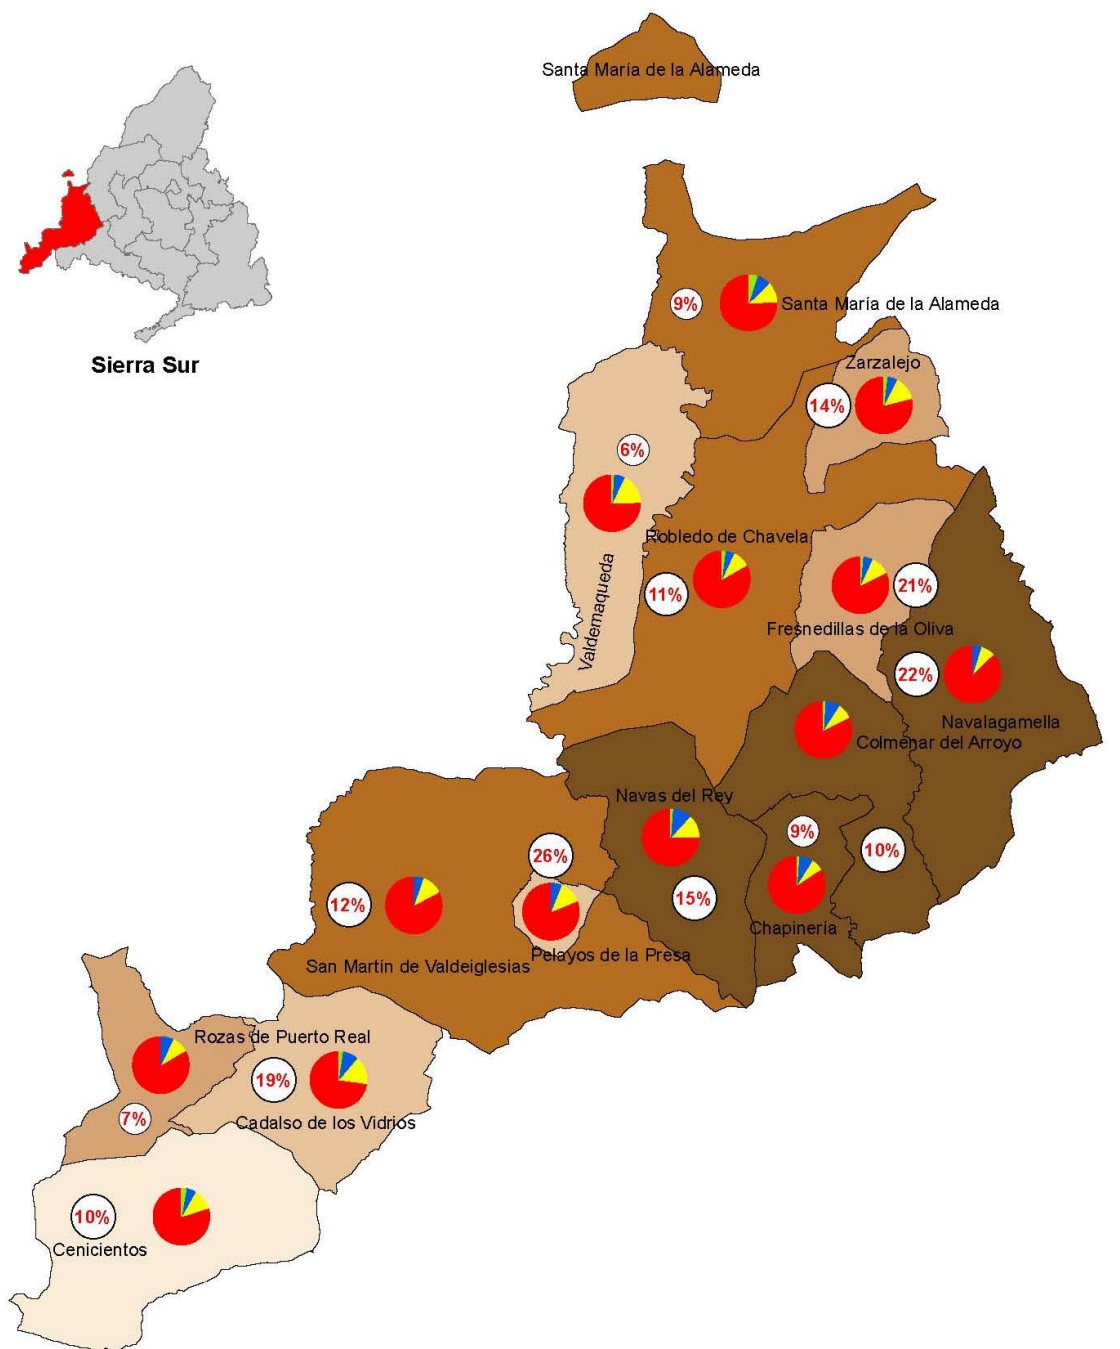 Santa María de la Alameda
Sierra Sur
9%
Santa María de la Alameda
Zarzalejo
14%
6%
Robledo de Chavela
11%
21%
Valdemaqueda
Fresnedillas de la Oliva
22%
Navalagamella
Colmenar del Arroyo
Navas del Rey
9%
10%
26%
12%
15%
Chapinería
Pelayos de la Presa
San Martín de Valdeiglesias
Rozas de Puerto Real
19%
7%
Cadalso de los Vidrios
10%
Cenicientos